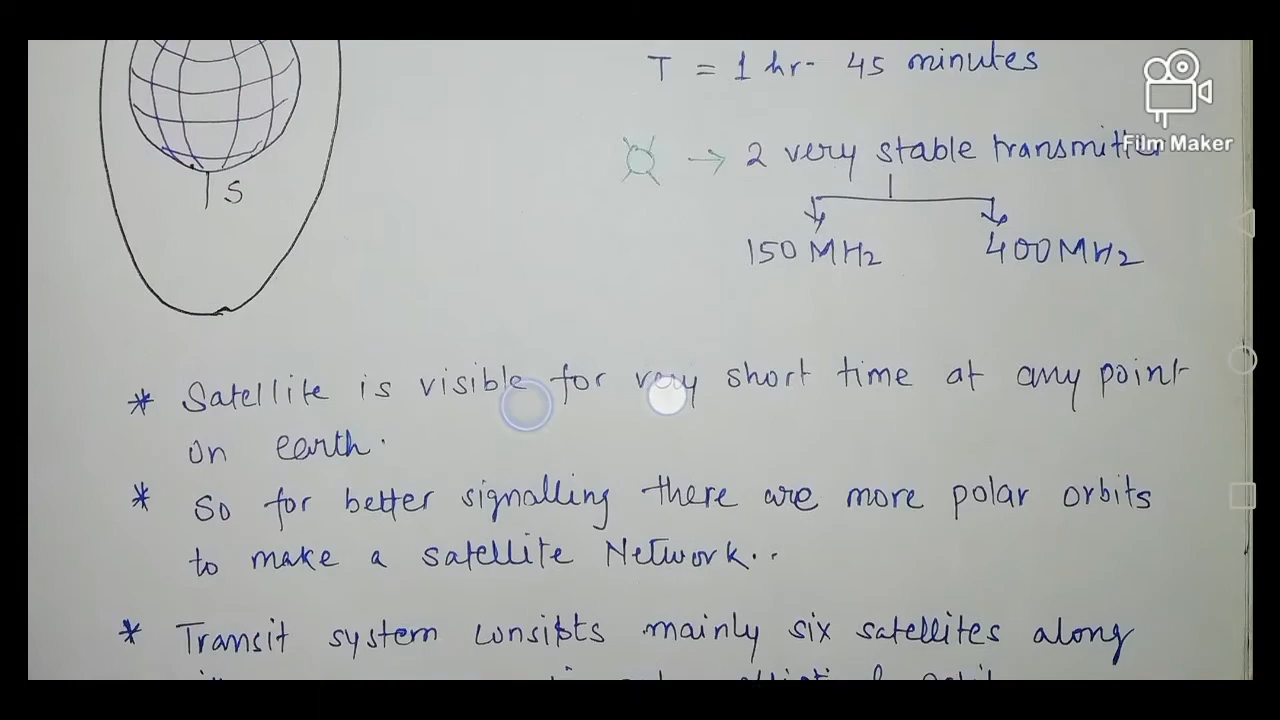 T = 1 hr- 45 minutes
Film Maker
→ 2 very stable transmitter
150 MHz 400 MHz
S
* Satellite is visible for very short time at any point
on earth.
* So for better signalling there are more polar orbits
to make a satellite Network..
* Transit system consists mainly six satellites along